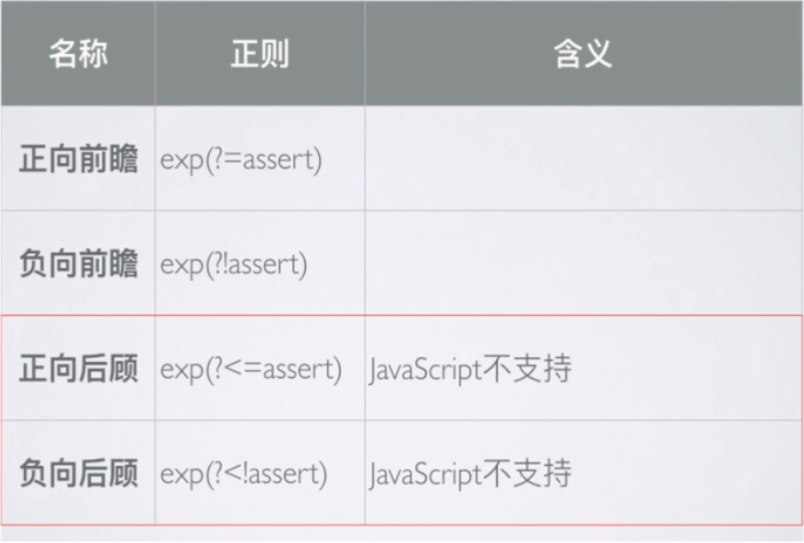 名称 正则 含义
正向前瞻 exp(?=assert)
负向前瞻 exp(?!assert)
正向后顾 exp(?<=assert) JavaScript不支持
负向后顾 exp(?<!assert) JavaScript不支持